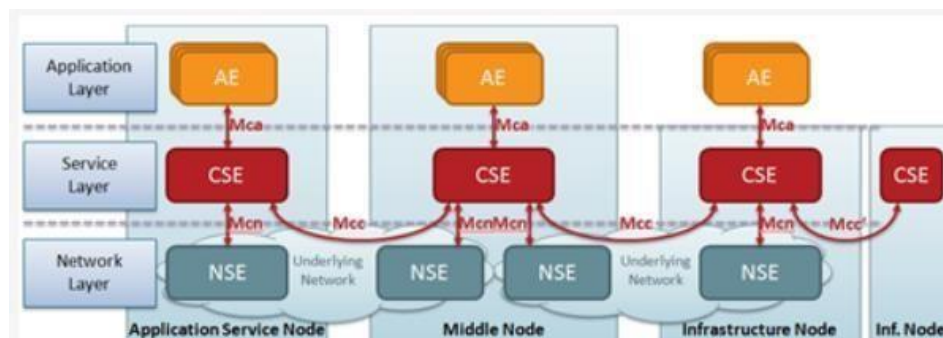 Application
Layer
AE
AE
AE
Mca
Mca
Mca
Service
Layer
CSE
CSE
CSE
CSE
Mcn
Mcc
Mcn
Mcn
Mcc
Mcn
Mcc'
Network
Layer
NSE
Underlying
Network
NSE
NSE
Underlying
Network
NSE
Application Service Node
Middle Node
Infrastructure Node
Inf. Node